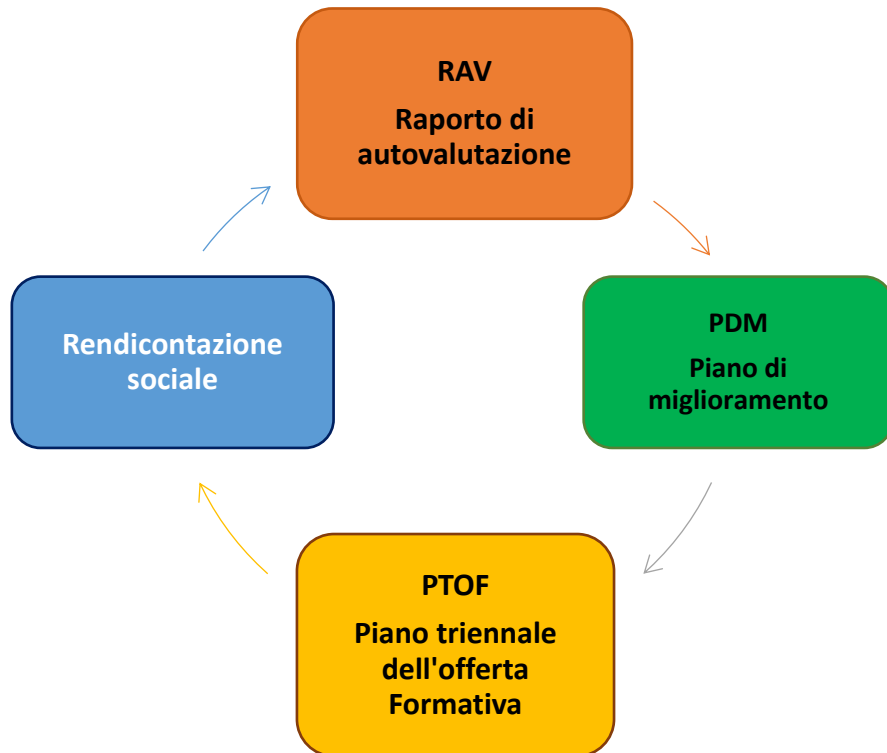 RAV
Raporto di
autovalutazione
Rendicontazione
sociale
PDM
Piano di
miglioramento
PTOF
Piano triennale
dell'offerta
Formativa